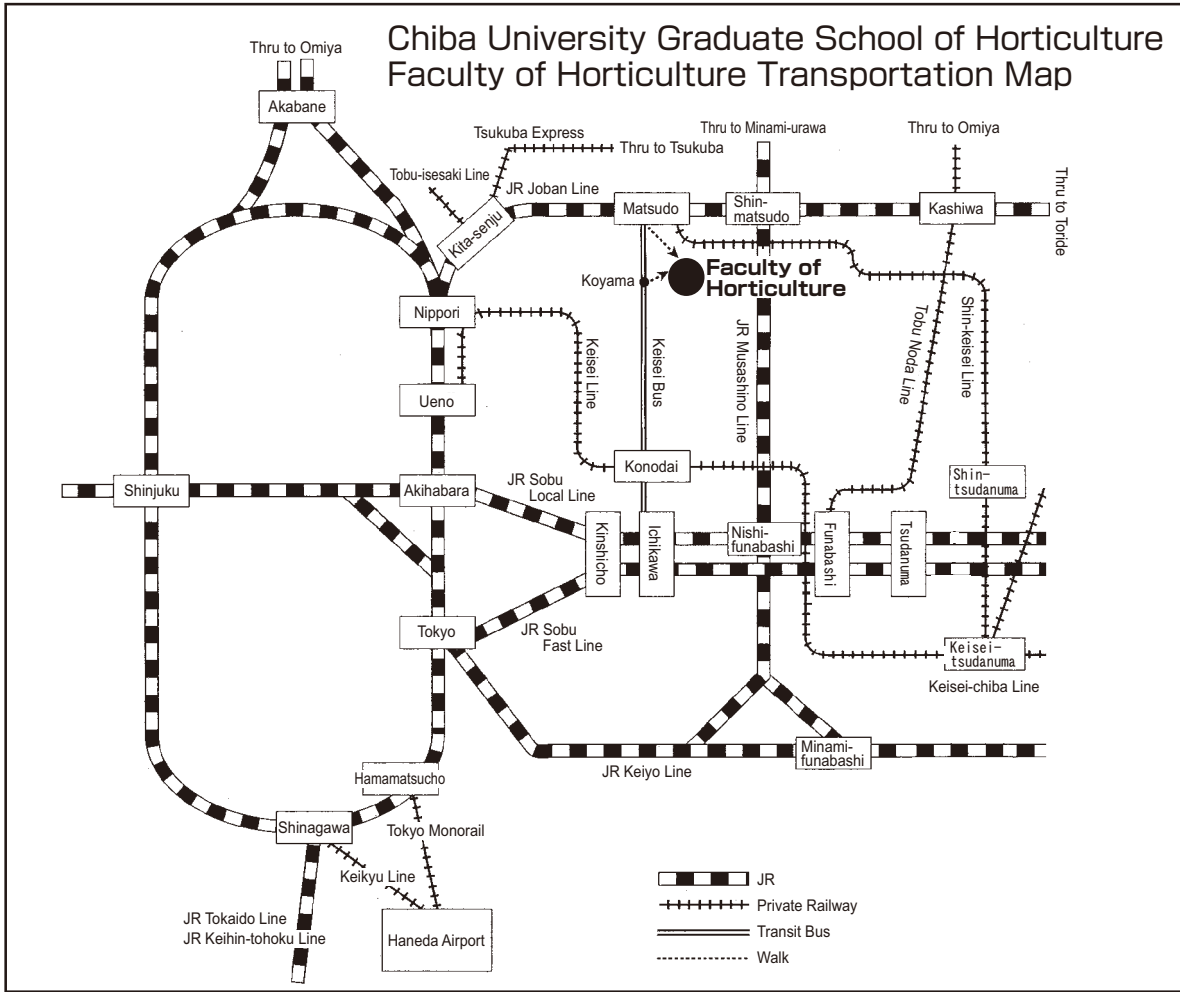 Chiba University Graduate School of Horticulture
Faculty of Horticulture Transportation Map
Thru to Omiya
Akabane
Tsukuba Express
Thru to Tsukuba
Tobu-isesaki Line
JR Joban Line
Kita-senju
Thru to Minami-urawa
Thru to Omiya
Matsudo
Shin-
matsudo
Kashiwa
Thru to Toride
Koyama
Faculty of
Horticulture
Nippori
Keisei Line
Keisei Bus
JR Musashino Line
Tobu Noda Line
Shin-keisei Line
Ueno
Konodai
Shin-
tsudanuma
Shinjuku
Akihabara
JR Sobu
Local Line
Kinshicho
Ichikawa
Nishi-
funabashi
Funabashi
Tsudanuma
Tokyo
JR Sobu
Fast Line
Keisei-
tsudanuma
Keisei-chiba Line
Minami-
funabashi
JR Keiyo Line
Hamamatsucho
Shinagawa
Tokyo Monorail
Keikyu Line
JR Tokaido Line
JR Keihin-tohoku Line
Haneda Airport
JR
Private Railway
Transit Bus
Walk